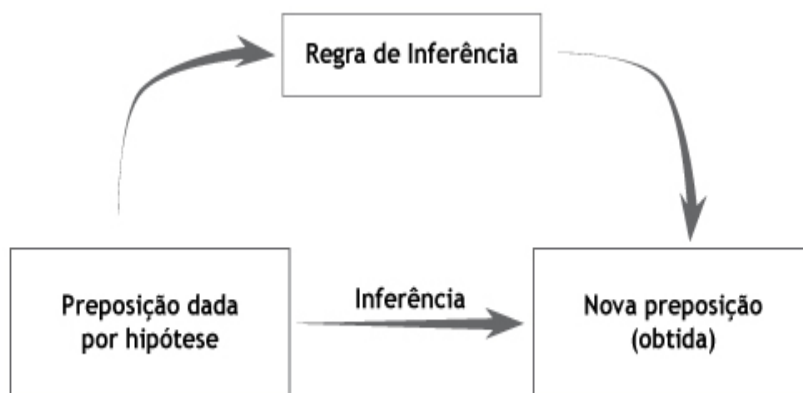 Regra de Inferência
Preposição dada
por hipótese
Inferência
Nova preposição
(obtida)